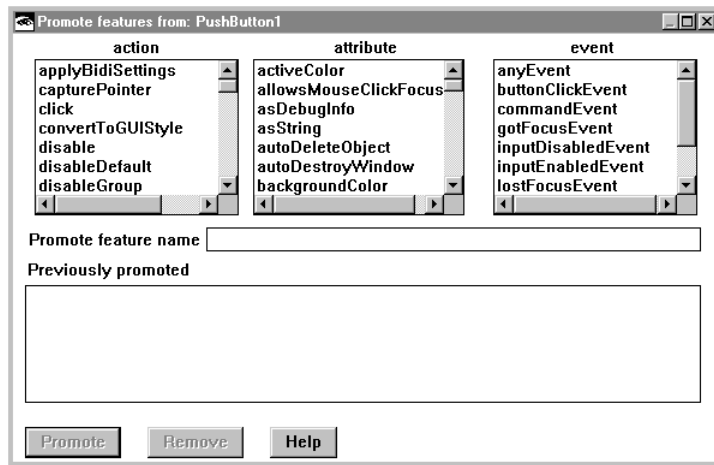 Promote features from: PushButton1
action
attribute
event
applyBidiSettings
capturePointer
click
convertToGUIStyle
disable
disableDefault
disableGroup
activeColor
allowsMouseClickFocus
asDebugInfo
asString
autoDeleteObject
autoDestroyWindow
backgroundColor
anyEvent
buttonClickEvent
commandEvent
gotFocusEvent
inputDisabledEvent
inputEnabledEvent
lostFocusEvent
Promote feature name
Previously promoted
Promote
Remove
Help